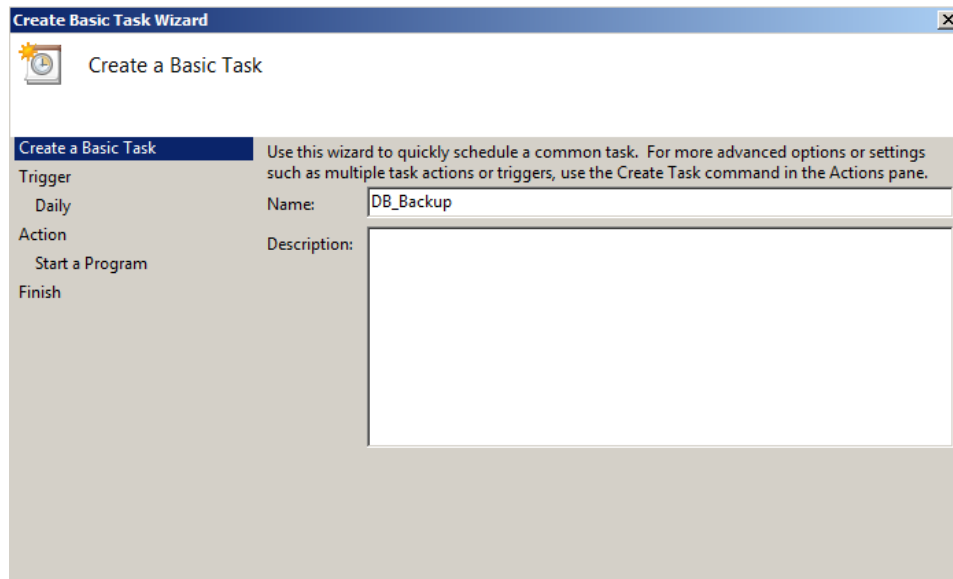 Create Basic Task Wizard
Create a Basic Task
Create a Basic Task
Trigger
Daily
Action
Start a Program
Finish
Use this wizard to quickly schedule a common task. For more advanced options or settings
such as multiple task actions or triggers, use the Create Task command in the Actions pane.
Name: DB_Backup
Description: